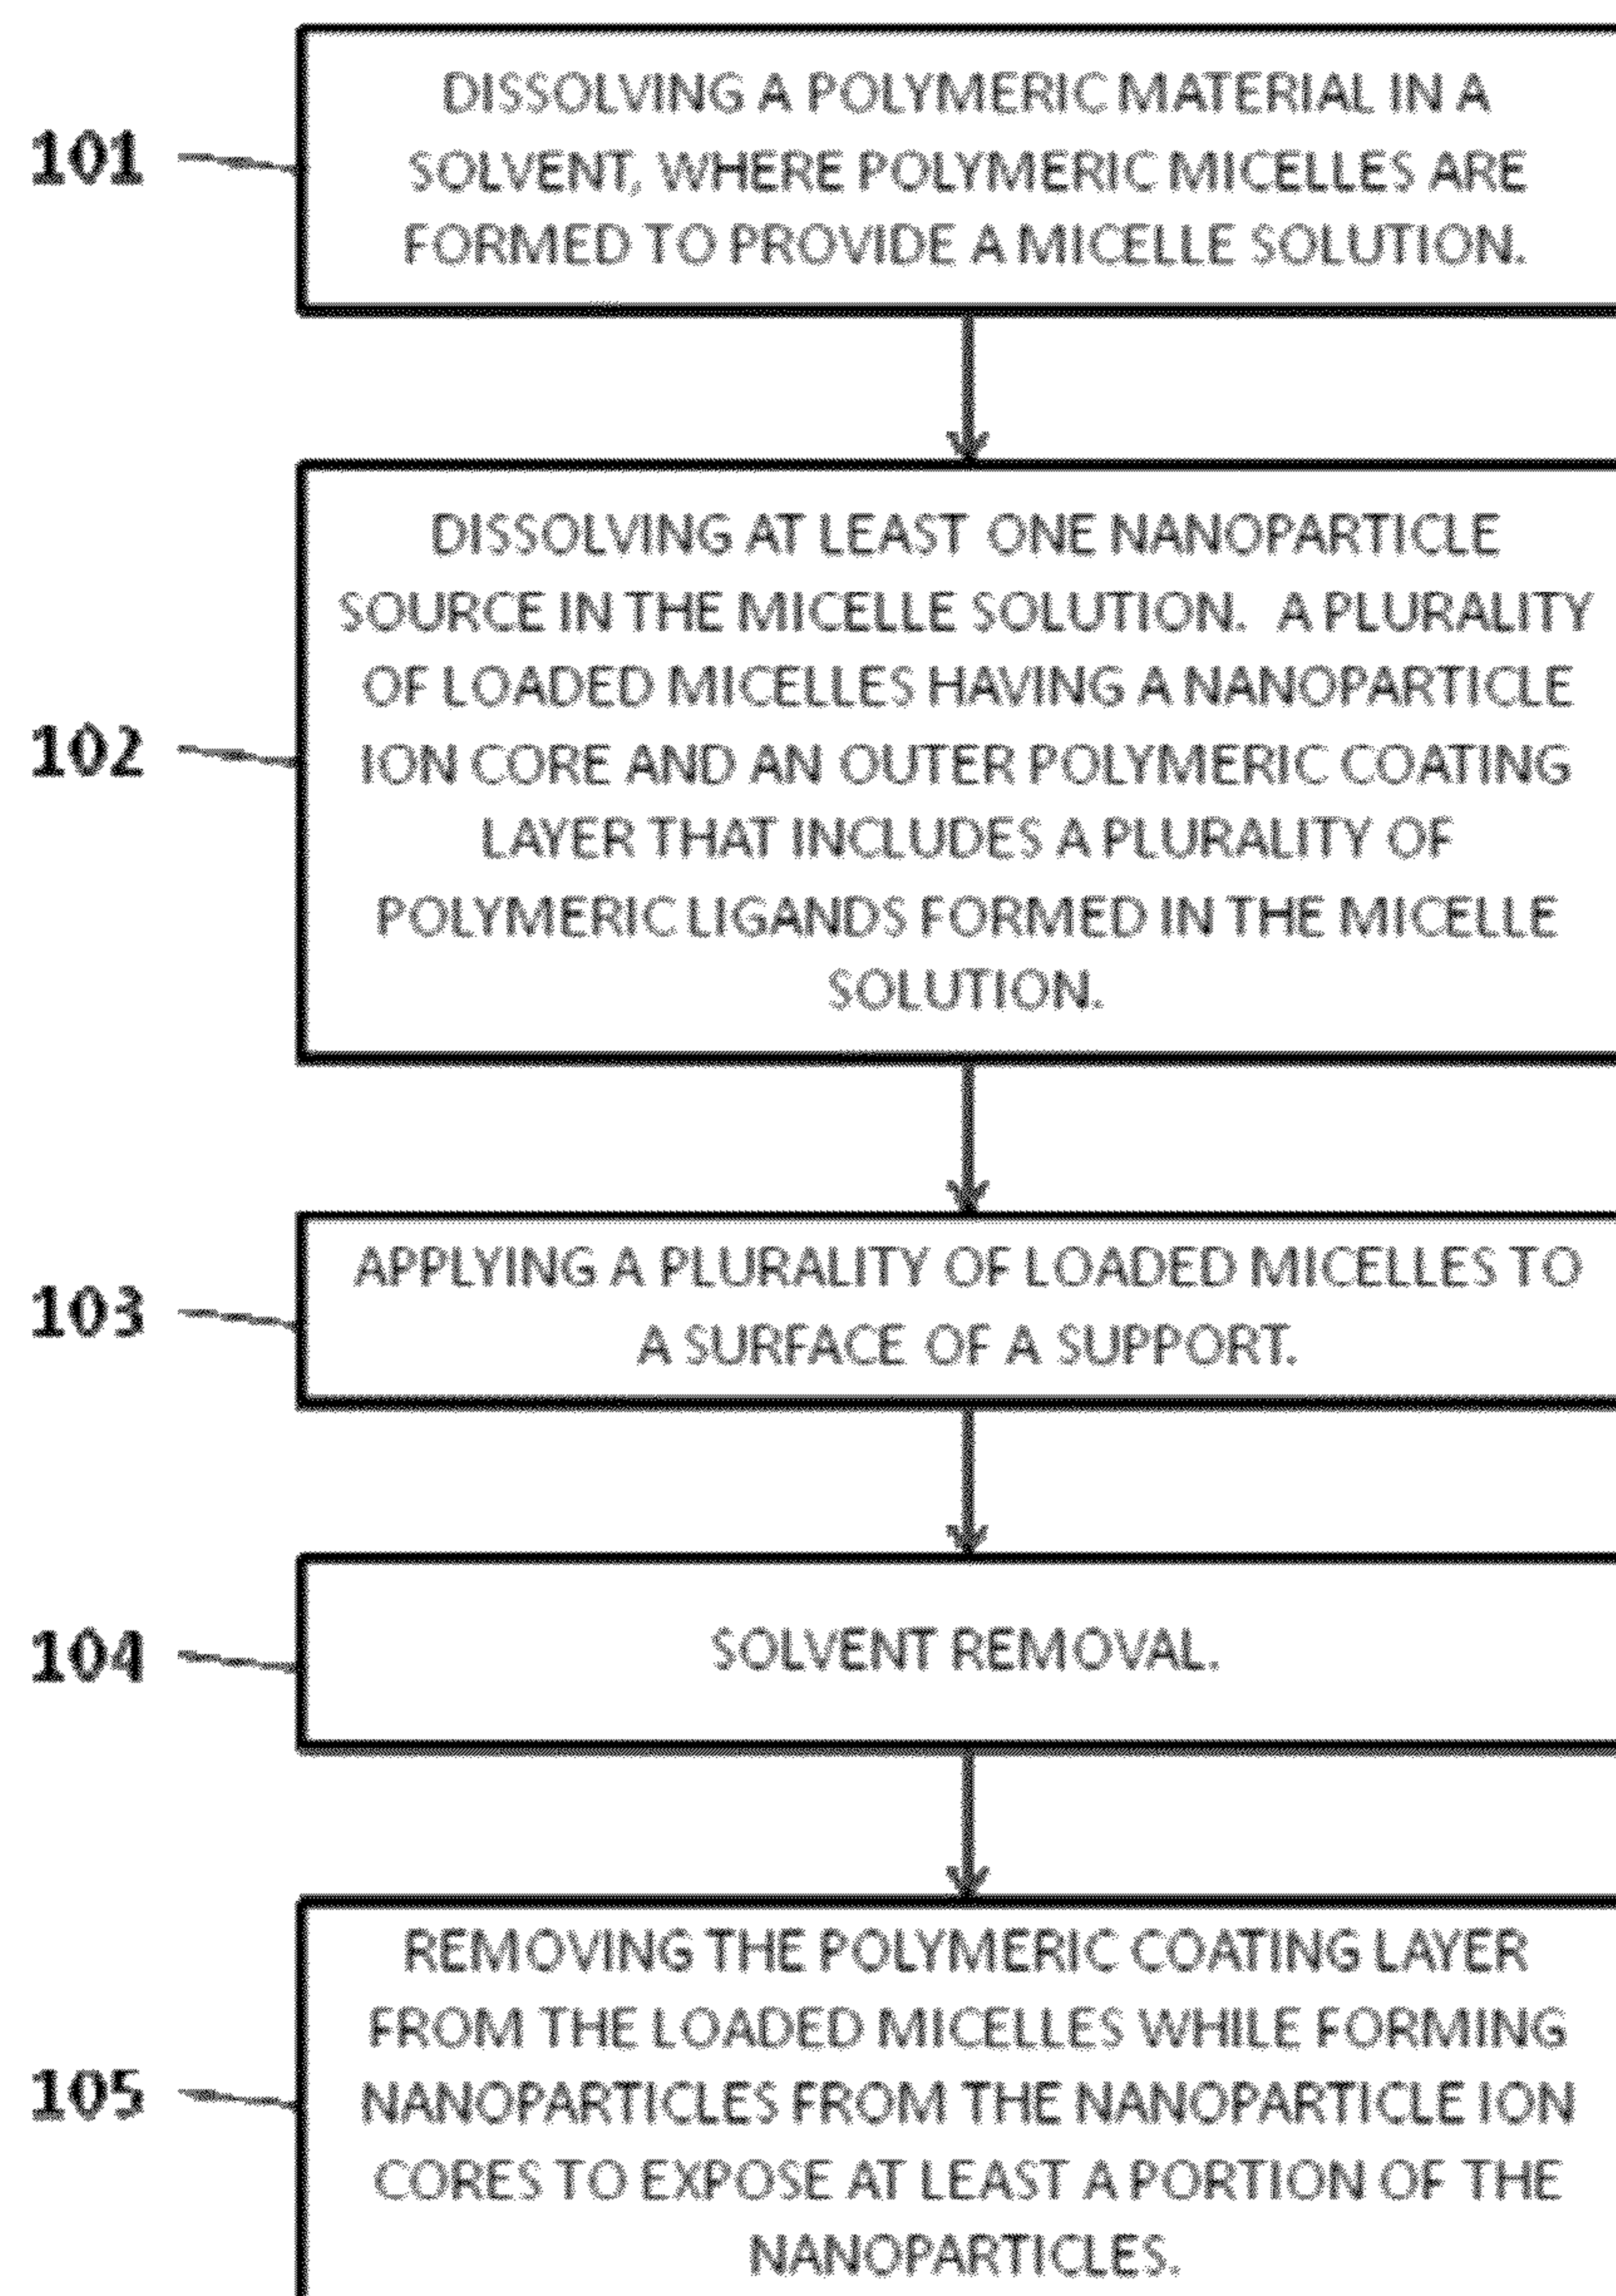 101
DISSOLVING A POLYMERIC MATERIAL IN A
SOLVENT, WHERE POLYMERIC MICELLES ARE
FORMED TO PROVIDE A MICELLE SOLUTION.
102
DISSOLVING AT LEAST ONE NANOPARTICLE
SOURCE IN THE MICELLE SOLUTION. A PLURALITY
OF LOADED MICELLES HAVING A NANOPARTICLE
ION CORE AND AN OUTER POLYMERIC COATING
LAYER THAT INCLUDES A PLURALITY OF
POLYMERIC LIGANDS FORMED IN THE MICELLE
SOLUTION.
103
APPLYING A PLURALITY OF LOADED MICELLES TO
A SURFACE OF A SUPPORT.
104
SOLVENT REMOVAL.
105
REMOVING THE POLYMERIC COATING LAYER
FROM THE LOADED MICELLES WHILE FORMING
NANOPARTICLES FROM THE NANOPARTICLE ION
CORES TO EXPOSE AT LEAST A PORTION OF THE
NANOPARTICLES.